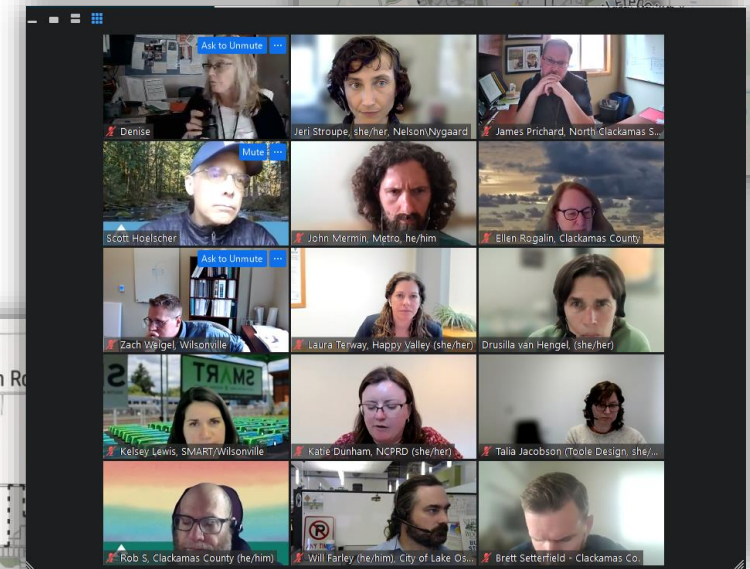 Ask to Unmute ...
Denise
Jeri Stroupe, she/her, Nelson\Nygaard
James Prichard, North Clackamas S...
Mute ...
Scott Hoelscher
John Mermin, Metro, he/him
Ellen Rogalin, Clackamas County
Ask to Unmute ...
Zach Weigel, Wilsonville
Laura Terway, Happy Valley (she/her)
Drusilla van Hengel, (she/her)
SMART
Kelsey Lewis, SMART/Wilsonville
Katie Dunham, NCPRD (she/her)
Talia Jacobson (Toole Design, she/...
Rob S, Clackamas County (he/him)
Will Farley (he/him), City of Lake Os...
Brett Setterfield - Clackamas Co.